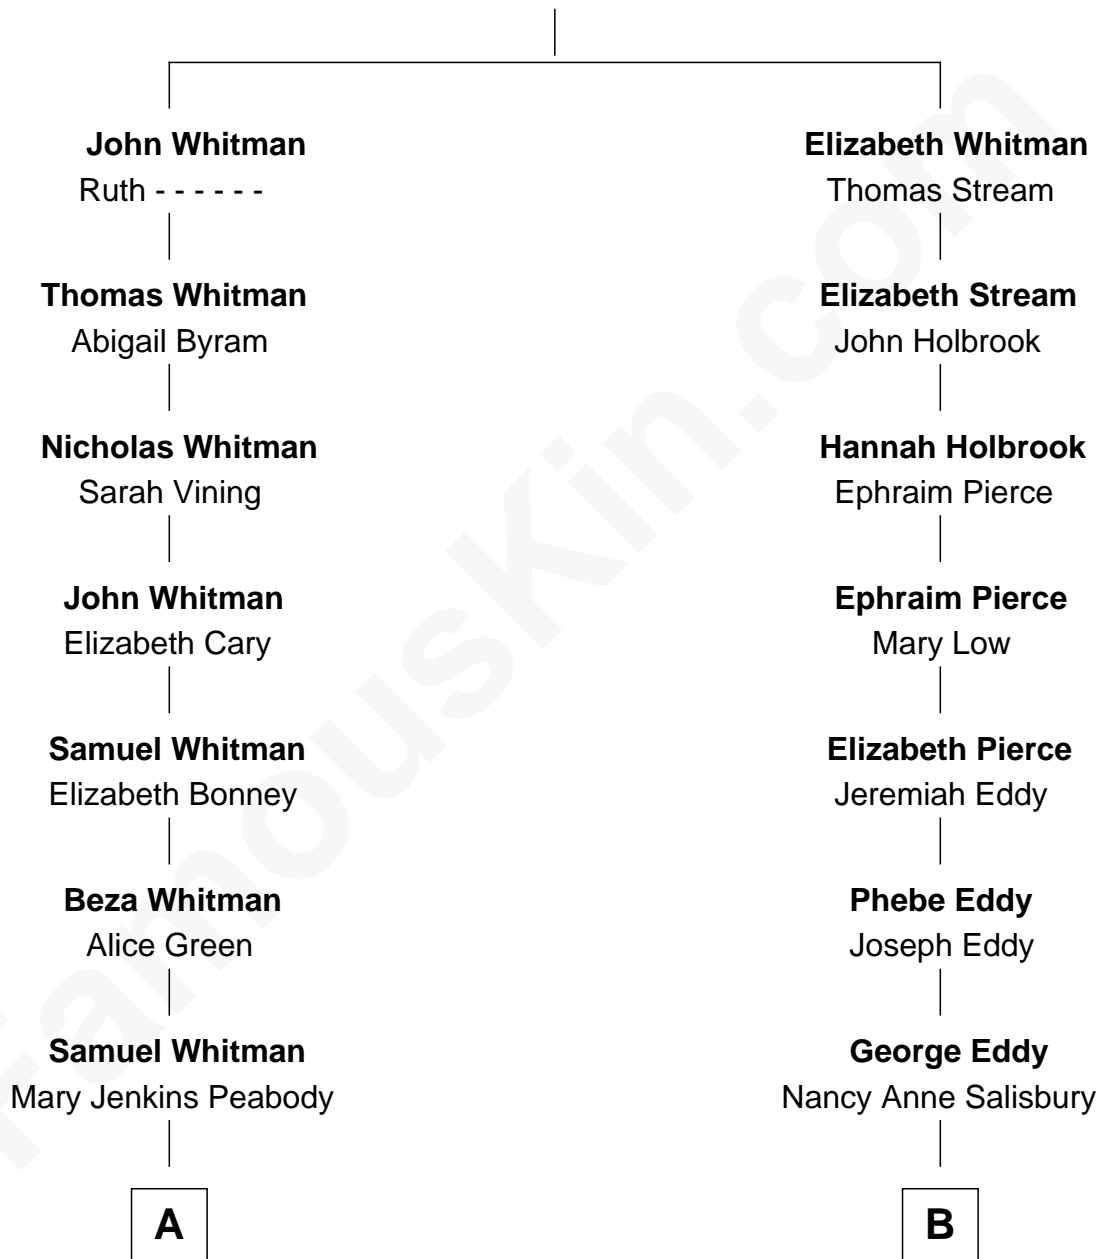 John Whitman
Ruth - - - - - -
Thomas Whitman
Abigail Byram
Nicholas Whitman
Sarah Vining
John Whitman
Elizabeth Cary
Samuel Whitman
Elizabeth Bonney
Beza Whitman
Alice Green
Samuel Whitman
Mary Jenkins Peabody
A
Elizabeth Whitman
Thomas Stream
Elizabeth Stream
John Holbrook
Hannah Holbrook
Ephraim Pierce
Ephraim Pierce
Mary Low
Elizabeth Pierce
Jeremiah Eddy
Phebe Eddy
Joseph Eddy
George Eddy
Nancy Anne Salisbury
B
FamousKin.com